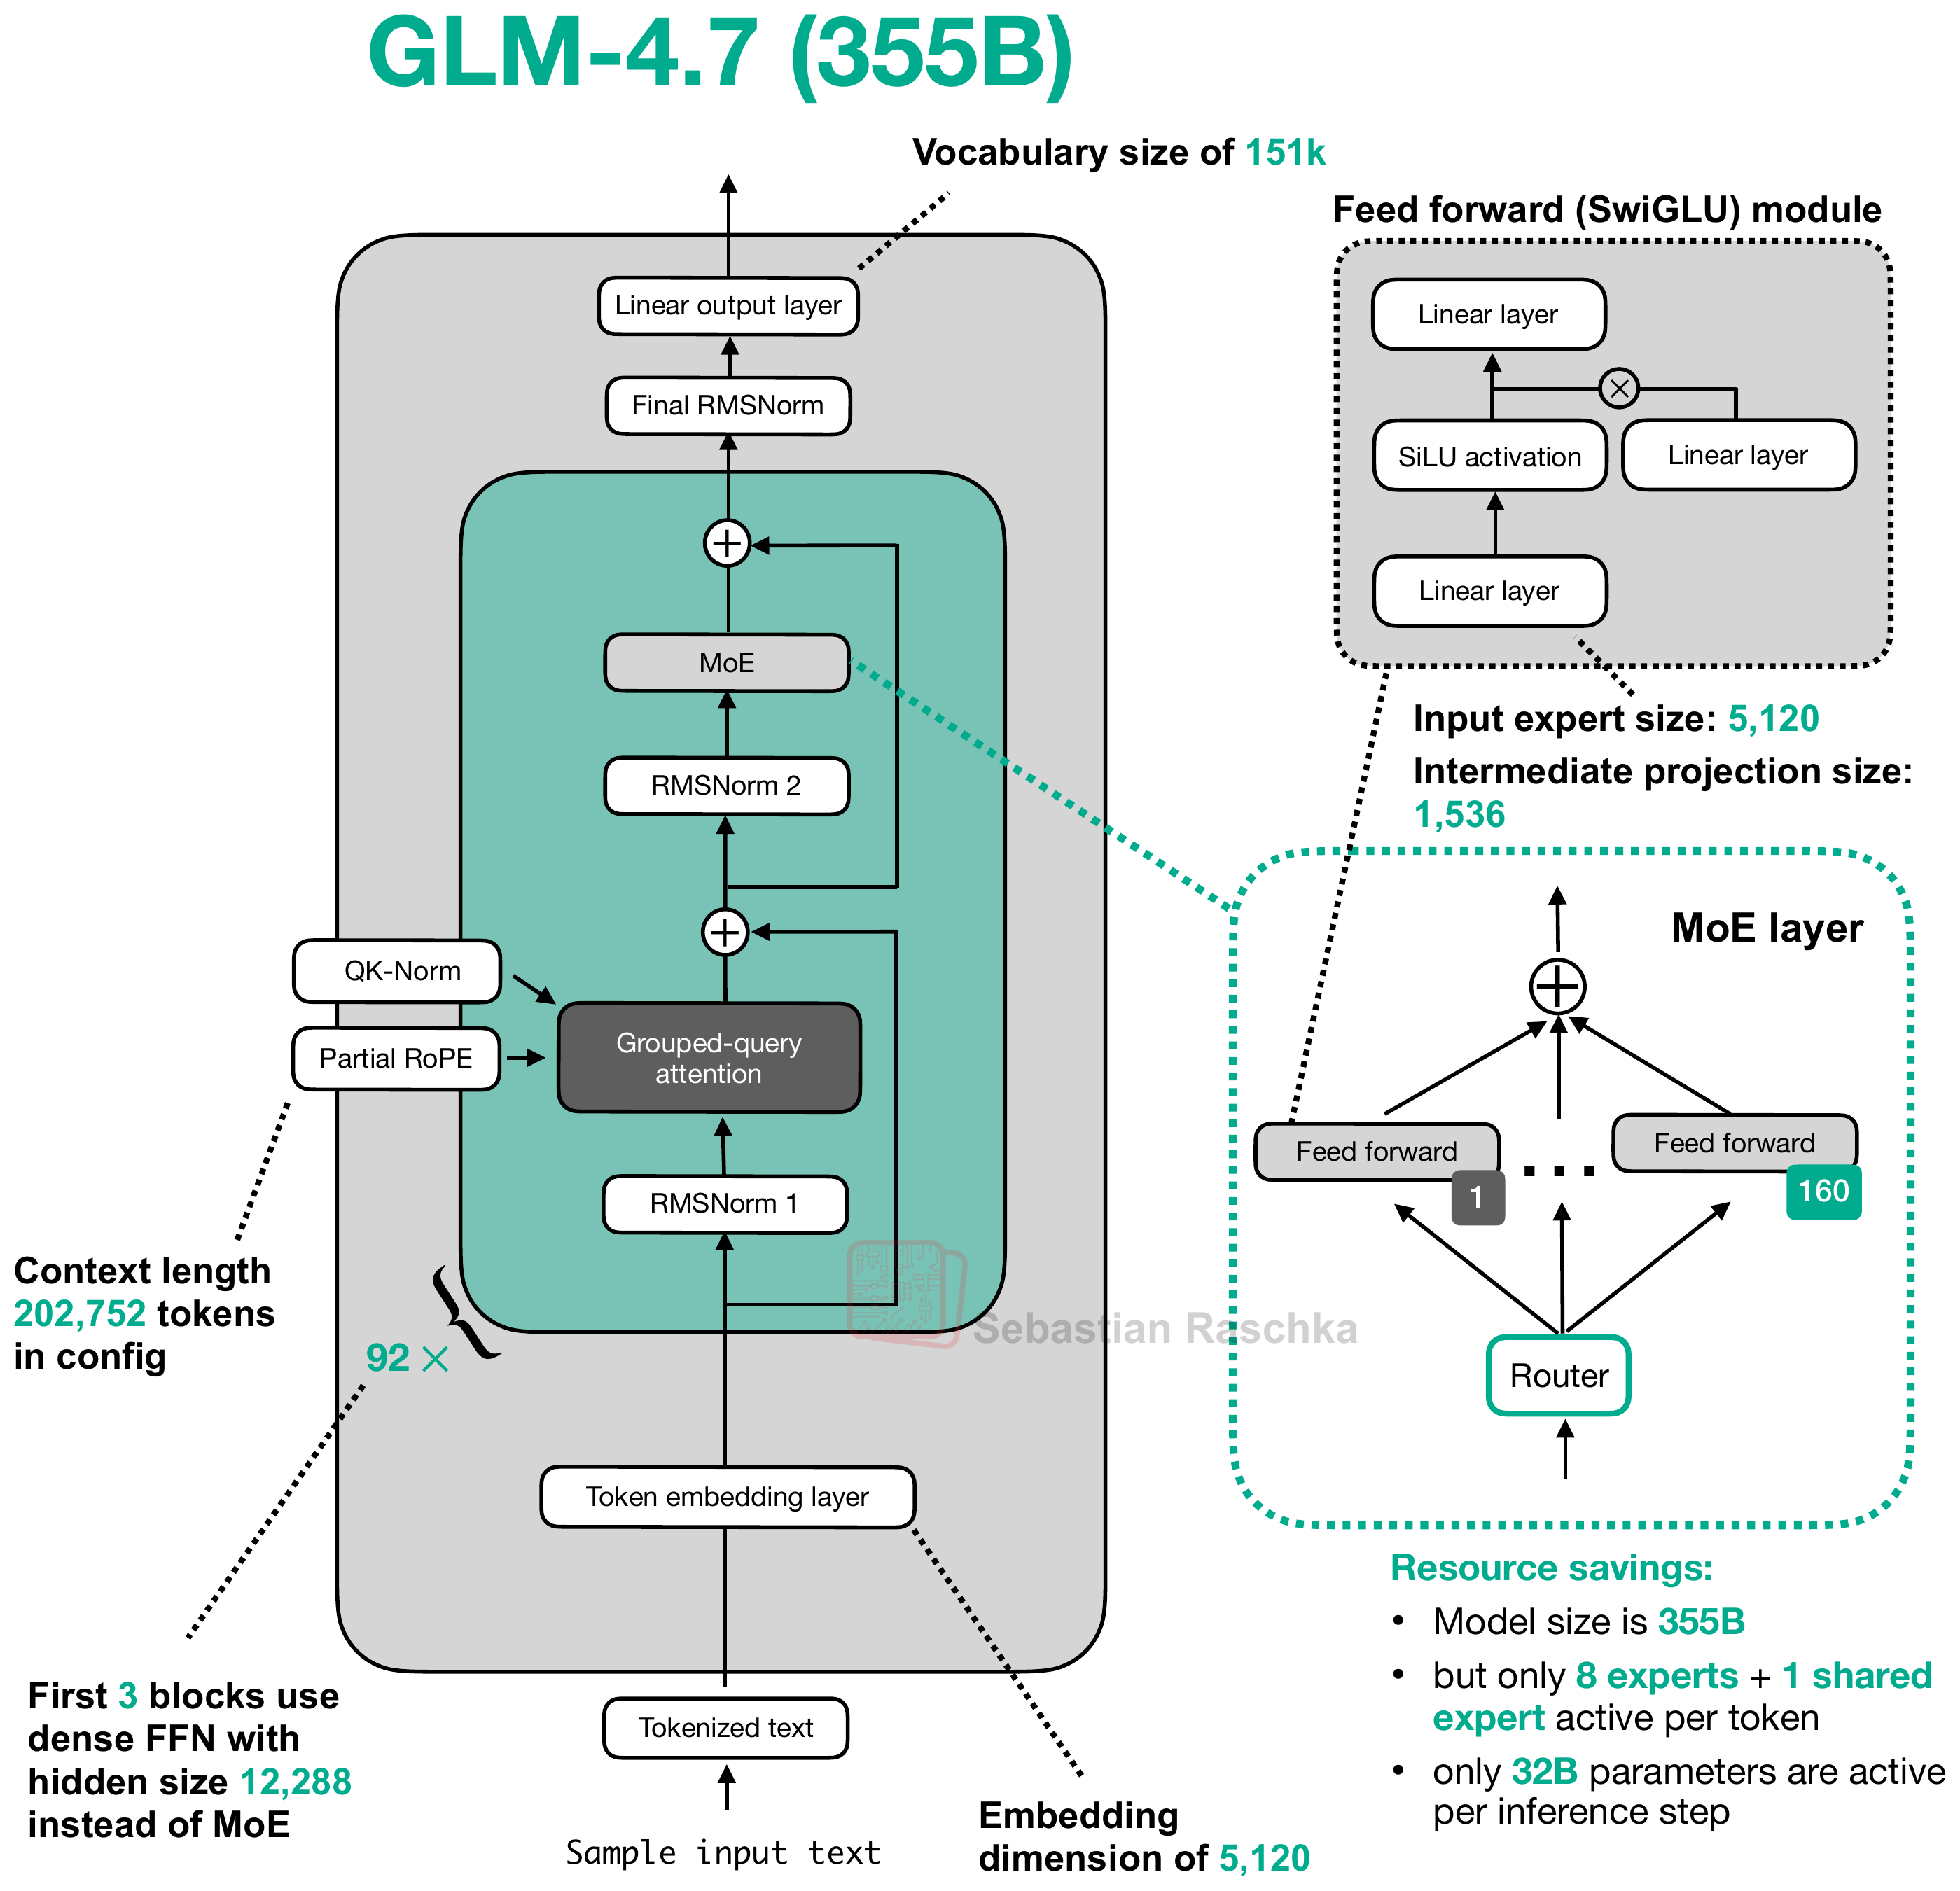 GLM-4.7 (355B)
Vocabulary size of 151k
Linear output layer
Final RMSNorm
MoE
RMSNorm 2
QK-Norm
Partial RoPE
Grouped-query
attention
RMSNorm 1
Context length
202,752 tokens
in config
92 ×
Token embedding layer
First 3 blocks use
dense FFN with
hidden size 12,288
instead of MoE
Tokenized text
Sample input text
Embedding
dimension of 5,120
Feed forward (SwiGLU) module
Linear layer
SiLU activation
Linear layer
Linear layer
Input expert size: 5,120
Intermediate projection size:
1,536
MoE layer
Feed forward
1
...
Feed forward
160
Router
Sebastian Raschka
Resource savings:
• Model size is 355B
• but only 8 experts + 1 shared
expert active per token
• only 32B parameters are active
per inference step